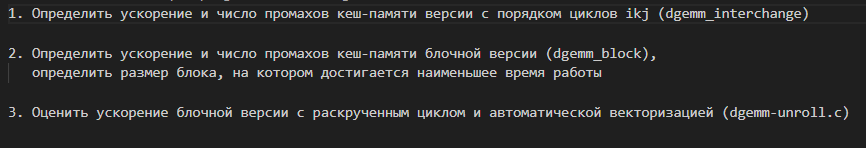 1. Определить ускорение и число промахов кеш-памяти версии с порядком циклов ikj (dgemm_interchange)
2. Определить ускорение и число промахов кеш-памяти блочной версии (dgemm_block),
определить размер блока, на котором достигается наименьшее время работы
3. Оценить ускорение блочной версии с раскрученным циклом и автоматической векторизацией (dgemm-unroll.c)